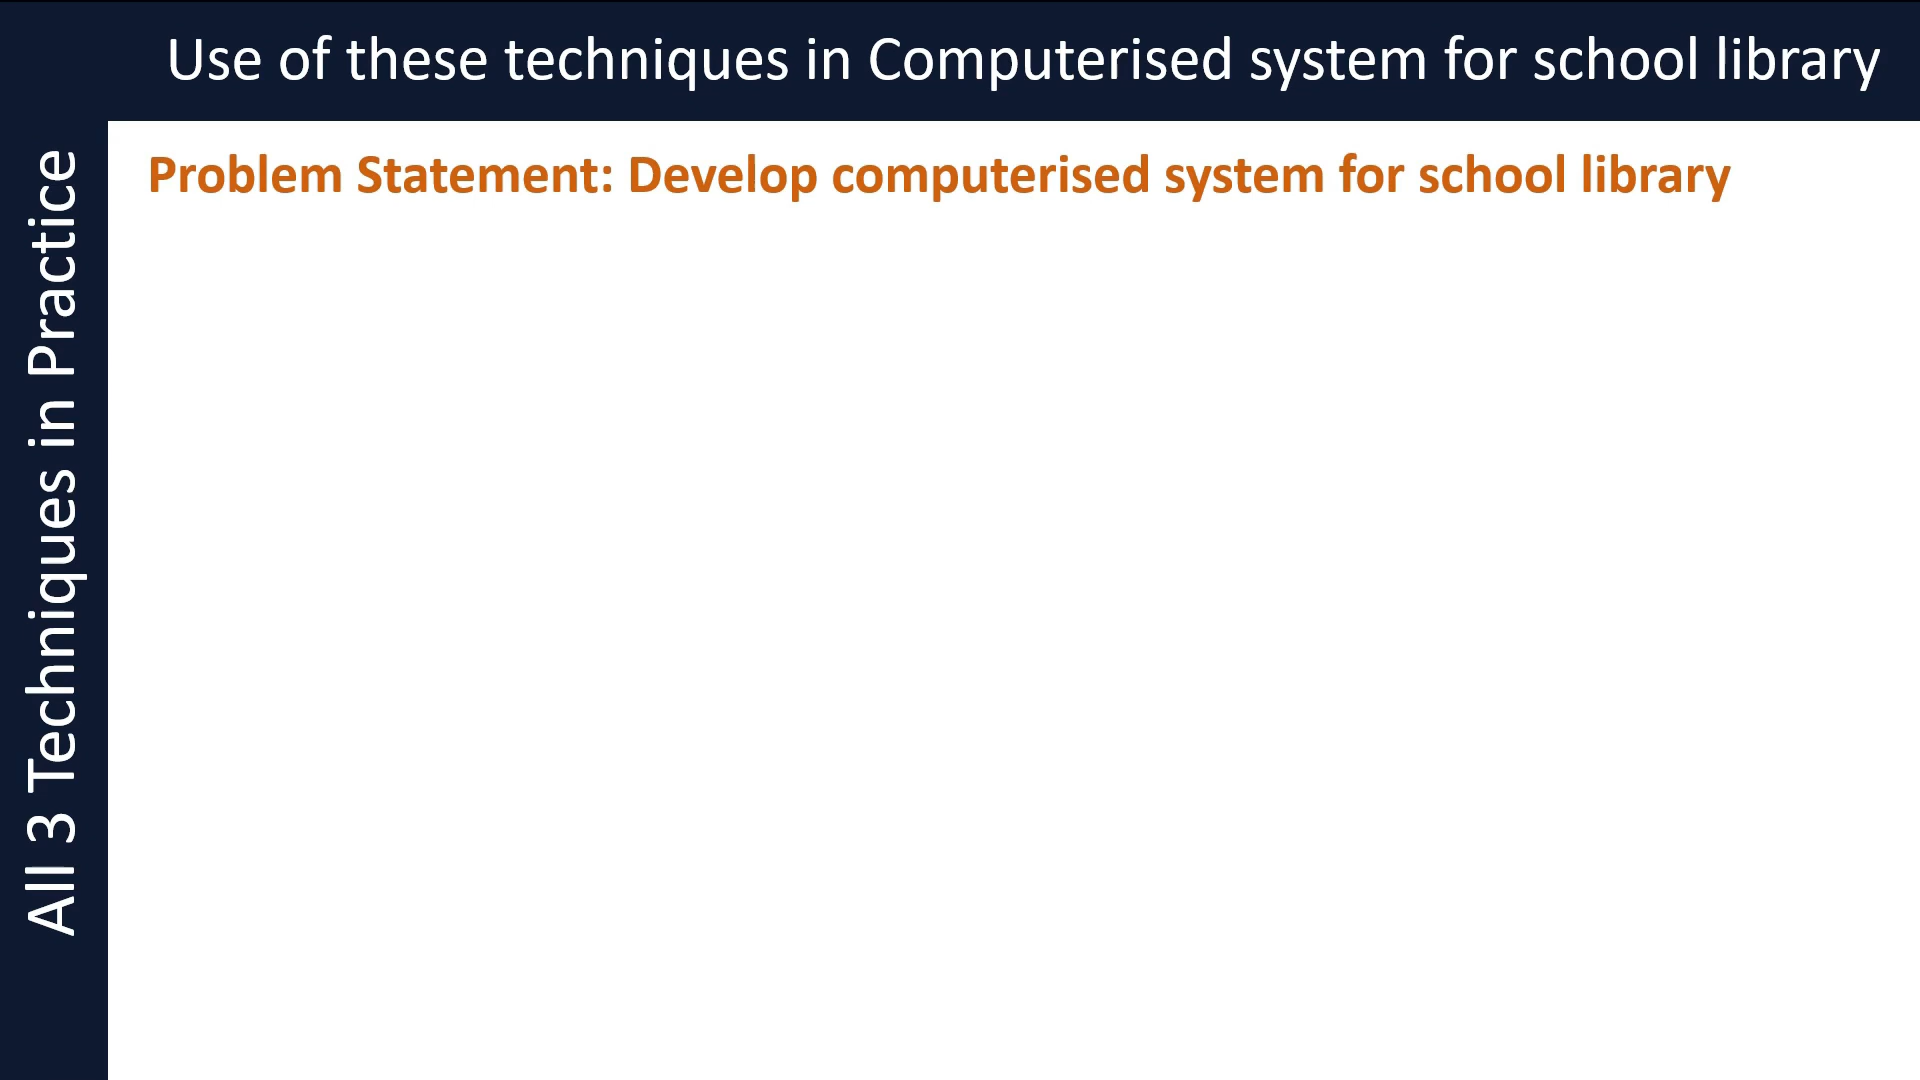 Use of these techniques in Computerised system for school library
All 3 Techniques in Practice
Problem Statement: Develop computerised system for school library